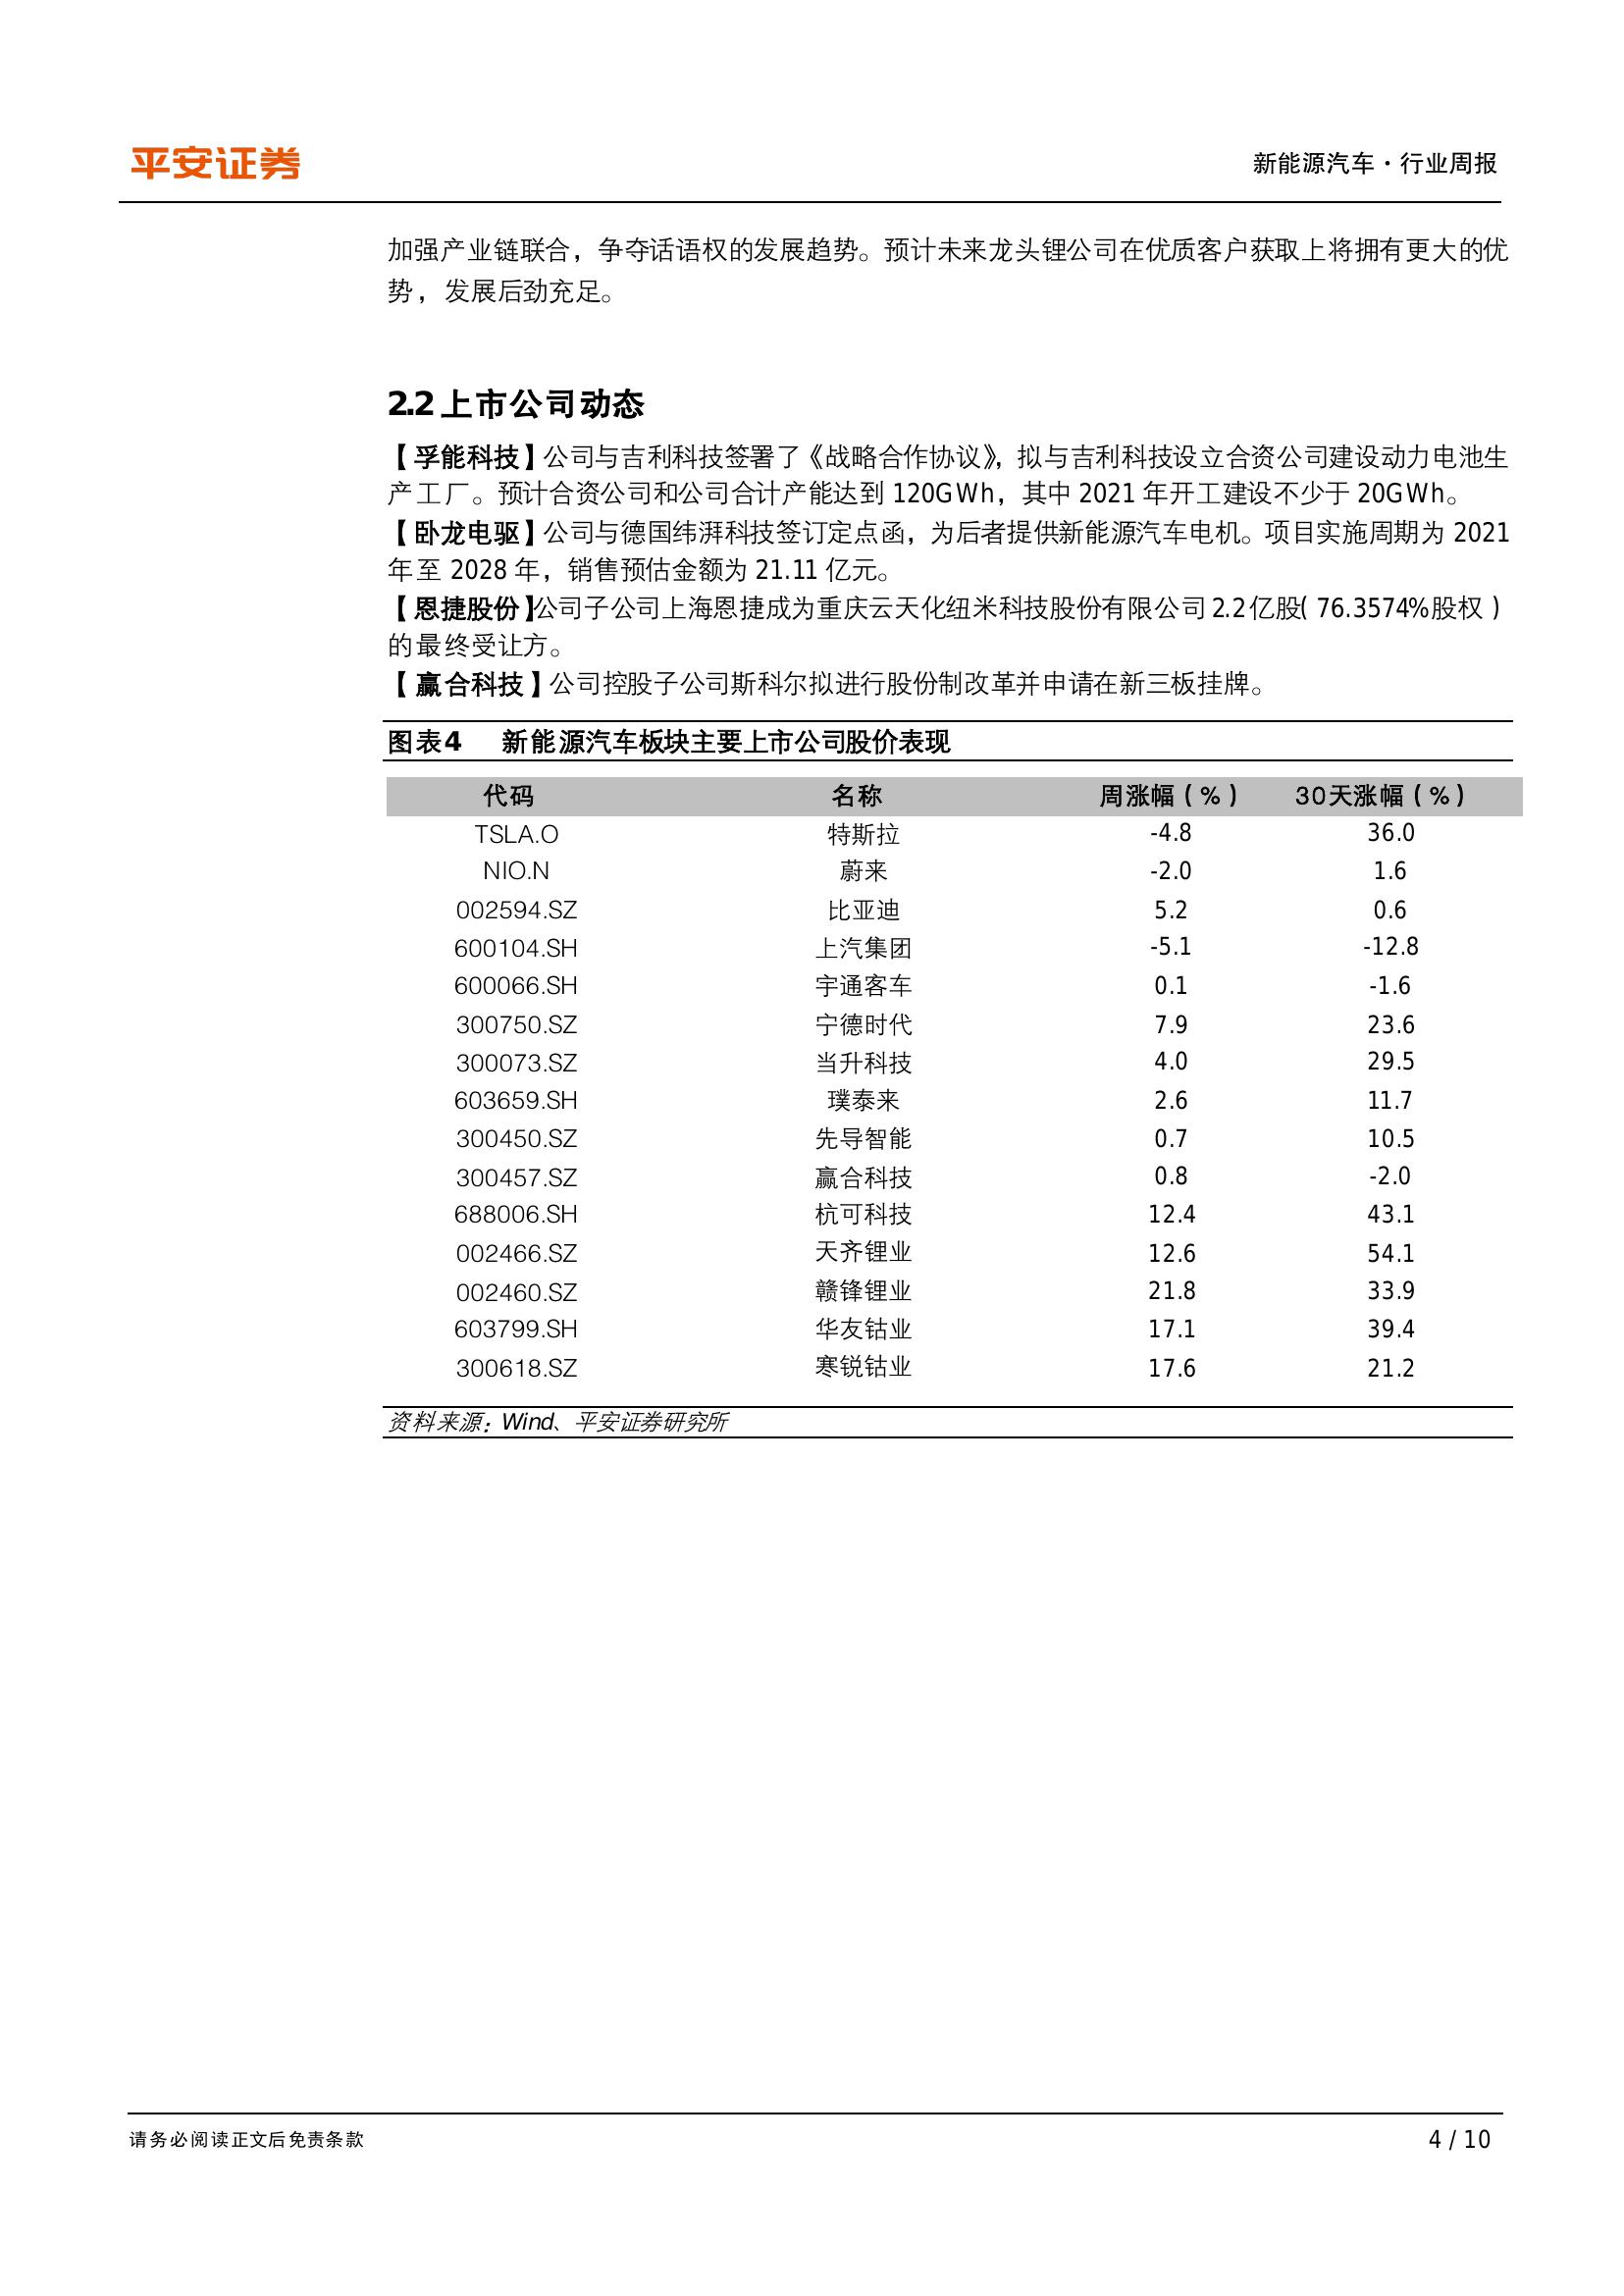 平安证券
新能源汽车·行业周报
加强产业链联合，争夺话语权的发展趋势。预计未来龙头锂公司在优质客户获取上将拥有更大的优
势，发展后劲充足。
2.2上市公司动态
【孚能科技】公司与吉利科技签署了《战略合作协议》，拟与吉利科技设立合资公司建设动力电池生
产工厂。预计合资公司和公司合计产能达到 120GWh，其中 2021 年开工建设不少于 20GWh。
【卧龙电驱】公司与德国纬湃科技签订定点函，为后者提供新能源汽车电机。项目实施周期为 2021
年至 2028 年，销售预估金额为 21.11 亿元。
【恩捷股份】公司子公司上海恩捷成为重庆云天化纽米科技股份有限公司2.2亿股（76.3574%股权）
的最终受让方。
【赢合科技】公司控股子公司斯科尔拟进行股份制改革并申请在新三板挂牌。
图表4 新能源汽车板块主要上市公司股价表现
代码 名称 周涨幅（%） 30天涨幅（%）
TSLA.O 特斯拉 -4.8 36.0
NIO.N 蔚来 -2.0 1.6
002594.SZ 比亚迪 5.2 0.6
600104.SH 上汽集团 -5.1 -12.8
600066.SH 宇通客车 0.1 -1.6
300750.SZ 宁德时代 7.9 23.6
300073.SZ 当升科技 4.0 29.5
603659.SH 璞泰来 2.6 11.7
300450.SZ 先导智能 0.7 10.5
300457.SZ 赢合科技 0.8 -2.0
688006.SH 杭可科技 12.4 43.1
002466.SZ 天齐锂业 12.6 54.1
002460.SZ 赣锋锂业 21.8 33.9
603799.SH 华友钴业 17.1 39.4
300618.SZ 寒锐钴业 17.6 21.2
资料来源：Wind、平安证券研究所
请务必阅读正文后免责条款
4 / 10